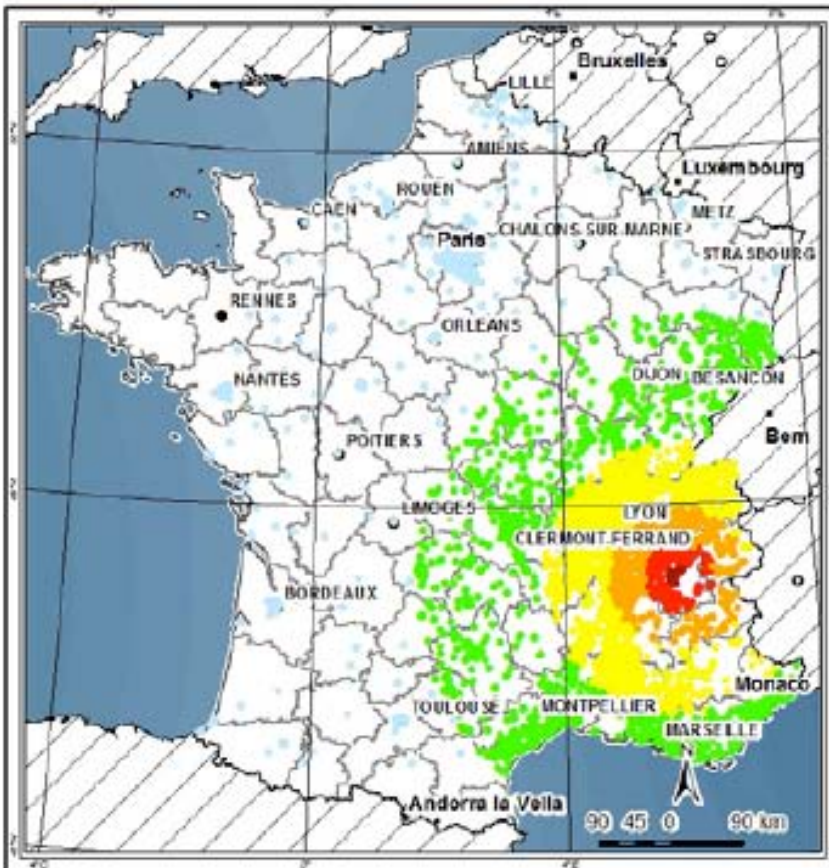 Bruxelles
LILLE
AMIENS
Luxembourg
ROUEN
METZ
CAEN
CHALONS-SUR-MARNE
Paris
STRASBOURG
RENNES
ORLEANS
DIJON
BESANCON
NANTES
Bern
POITIERS
LIMOGES
LYON
CLERMONT-FERRAND
BORDEAUX
Monaco
TOULOUSE
MONTPELLIER
MARSEILLE
N
Andorra la Vella
90 45 0 90 km